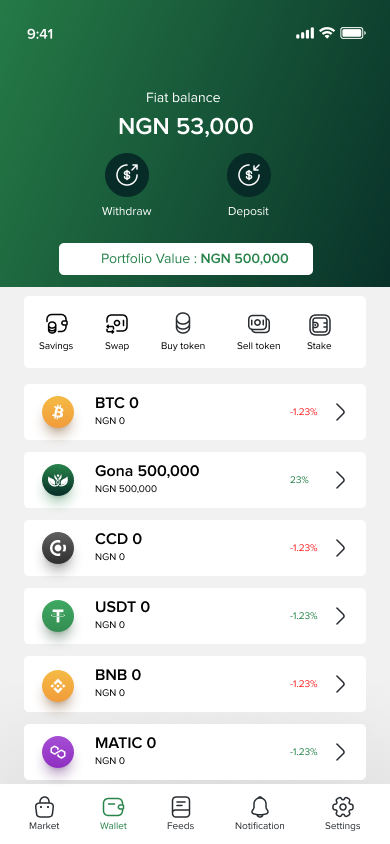 9:41
Fiat balance
NGN 53,000
Withdraw Deposit
Portfolio Value : NGN 500,000
Savings Swap Buy token Sell token Stake
BTC 0
NGN 0
-1.23%
Gona 500,000
NGN 500,000
23%
CCD 0
NGN 0
-1.23%
USDT 0
NGN 0
-1.23%
BNB 0
NGN 0
-1.23%
MATIC 0
NGN 0
-1.23%
Market Wallet Feeds Notification Settings